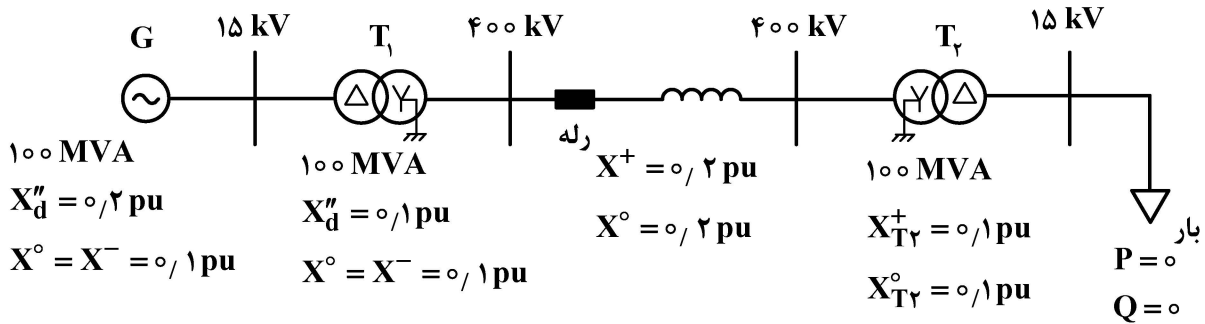 G
۱۵ kV
T۱
۴۰۰ kV
۴۰۰ kV
T۲
۱۵ kV
رله
۱۰۰ MVA
X″d = ۰/۲ pu
X° = X⁻ = ۰/۱ pu
۱۰۰ MVA
X″d = ۰/۱ pu
X° = X⁻ = ۰/۱ pu
X⁺ = ۰/۲ pu
X° = ۰/۲ pu
۱۰۰ MVA
X⁺T۲ = ۰/۱ pu
X°T۲ = ۰/۱ pu
بار
P = ۰
Q = ۰